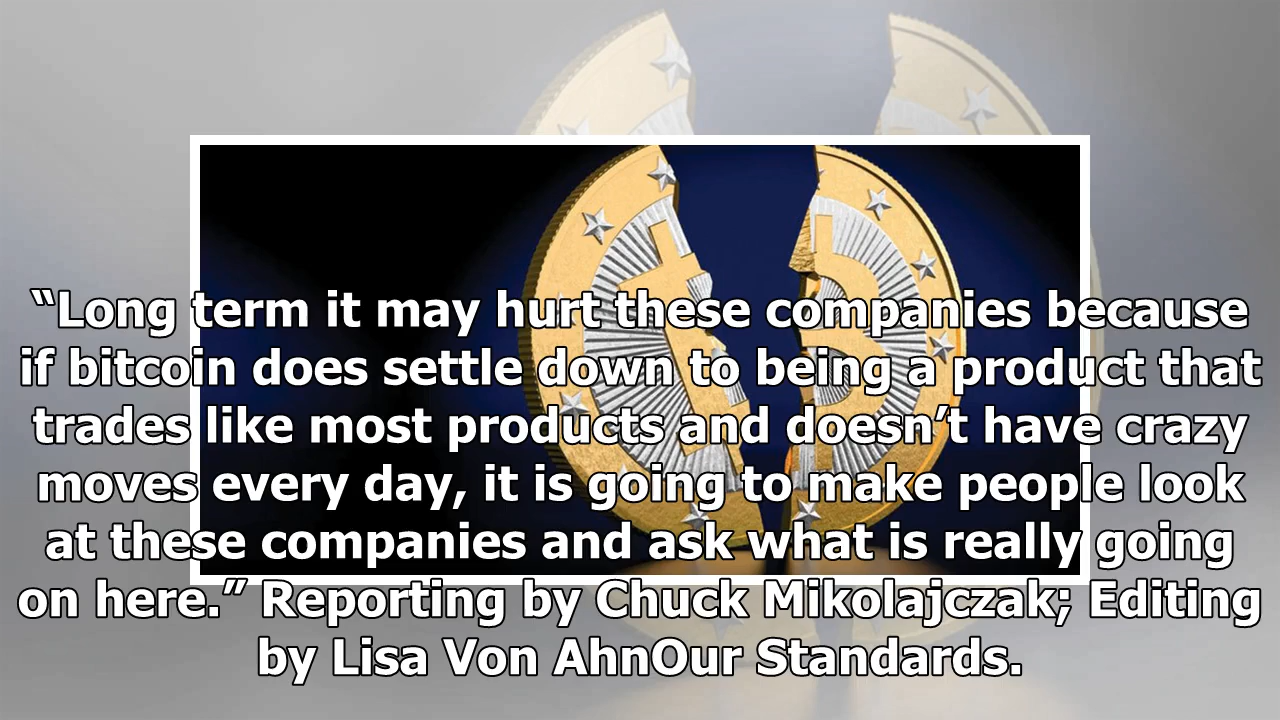 “Long term it may hurt these companies because
if bitcoin does settle down to being a product that
trades like most products and doesn’t have crazy
moves every day, it is going to make people look
at these companies and ask what is really going
on here.” Reporting by Chuck Mikolajczak; Editing
by Lisa Von AhnOur Standards.